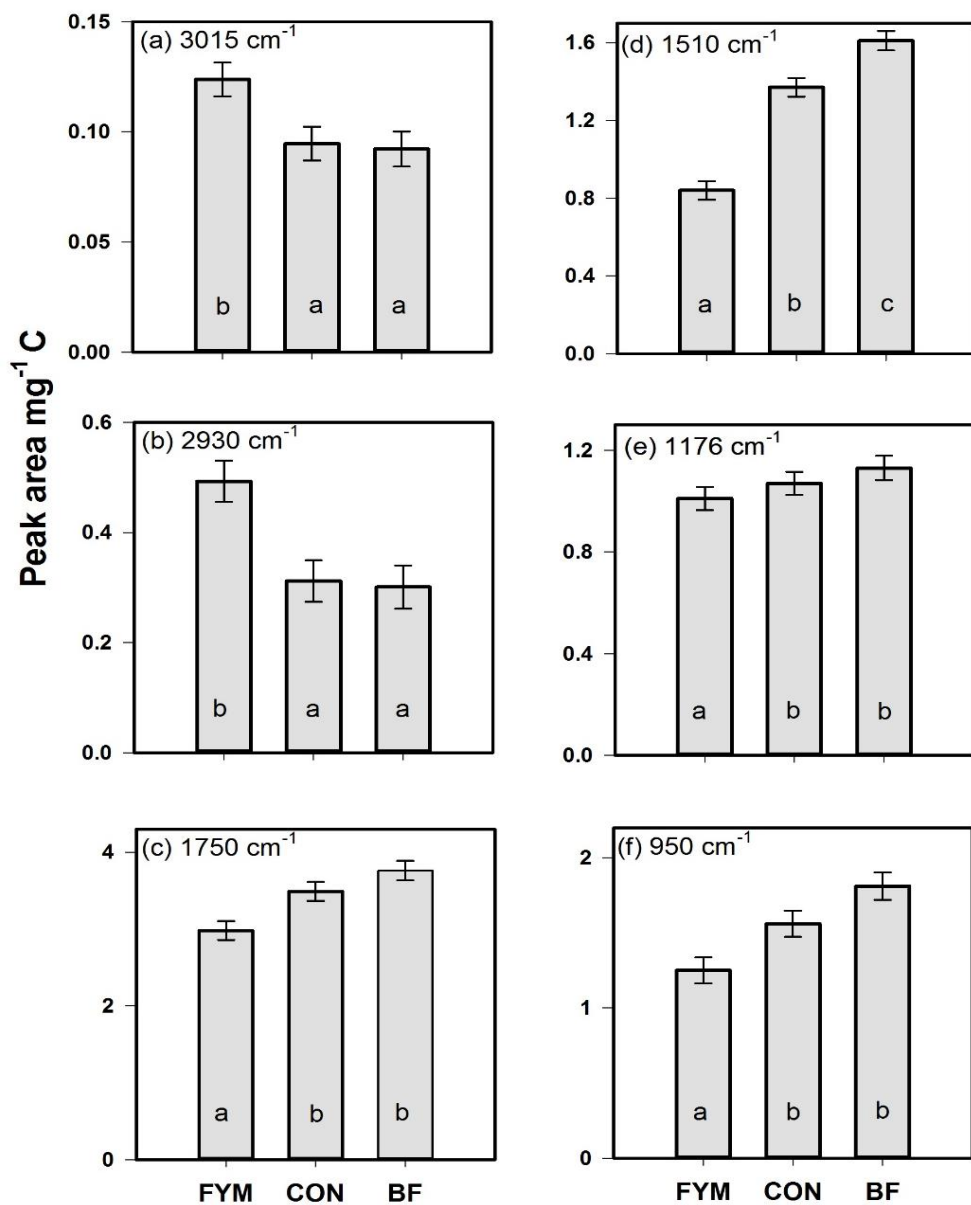 Peak area mg⁻¹ C
(a) 3015 cm⁻¹
0.15
0.10
0.05
0.00
b a a
(b) 2930 cm⁻¹
0.6
0.4
0.2
0.0
b a a
(c) 1750 cm⁻¹
4
2
0
a b b
FYM CON BF
(d) 1510 cm⁻¹
1.6
1.2
0.8
0.4
0.0
a b c
(e) 1176 cm⁻¹
1.2
0.8
0.4
0.0
a b b
(f) 950 cm⁻¹
2
1
0
a b b
FYM CON BF